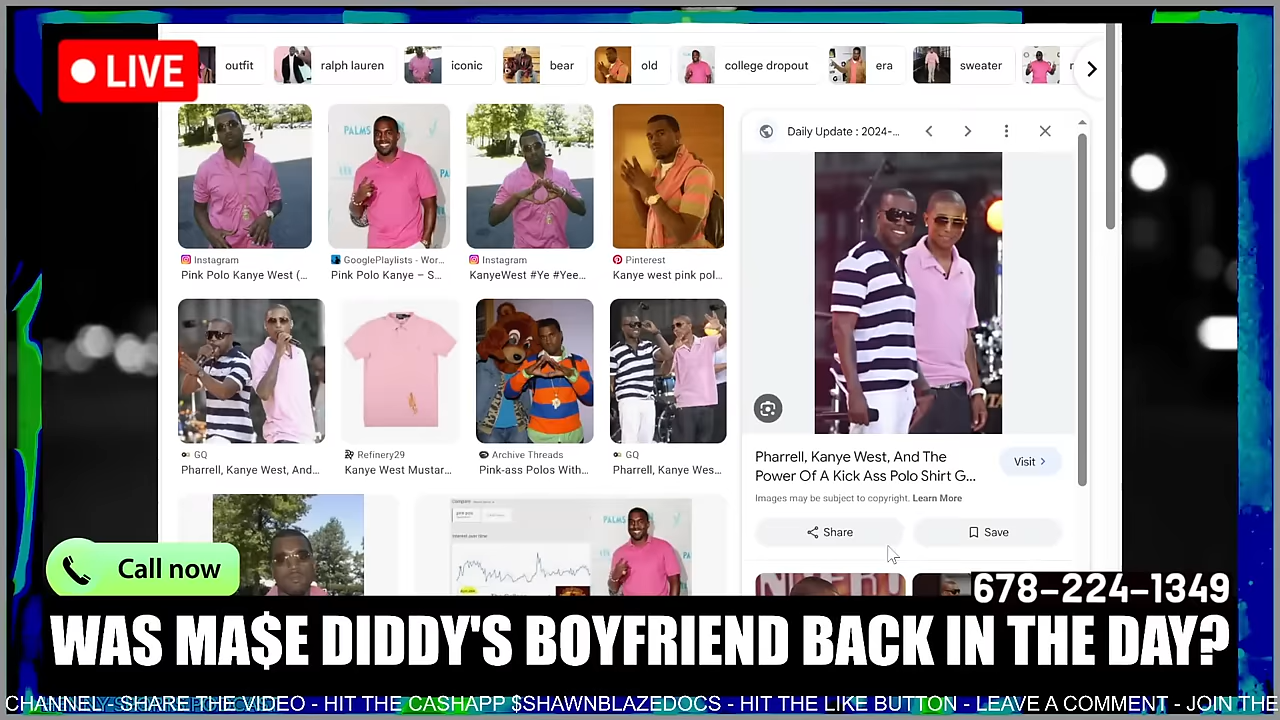 LIVE
outfit
ralph lauren
iconic
bear
old
college dropout
era
sweater
Daily Update : 2024-...
PALMS
Instagram
Pink Polo Kanye West (...
GooglePlaylists - Wor...
Pink Polo Kanye – S...
Instagram
KanyeWest #Ye #Yee...
Pinterest
Kanye west pink pol...
GQ
Pharrell, Kanye West, And...
Refinery29
Kanye West Mustar...
Archive Threads
Pink-ass Polos With...
GQ
Pharrell, Kanye Wes...
Pharrell, Kanye West, And The
Power Of A Kick Ass Polo Shirt G...
Visit
Images may be subject to copyright. Learn More
Share
Save
PALMS
Call now
678-224-1349
WAS MA$E DIDDY'S BOYFRIEND BACK IN THE DAY?
CHANNEL - SHARE THE VIDEO - HIT THE CASHAPP $SHAWNBLAZEDOCS - HIT THE LIKE BUTTON - LEAVE A COMMENT - JOIN THE